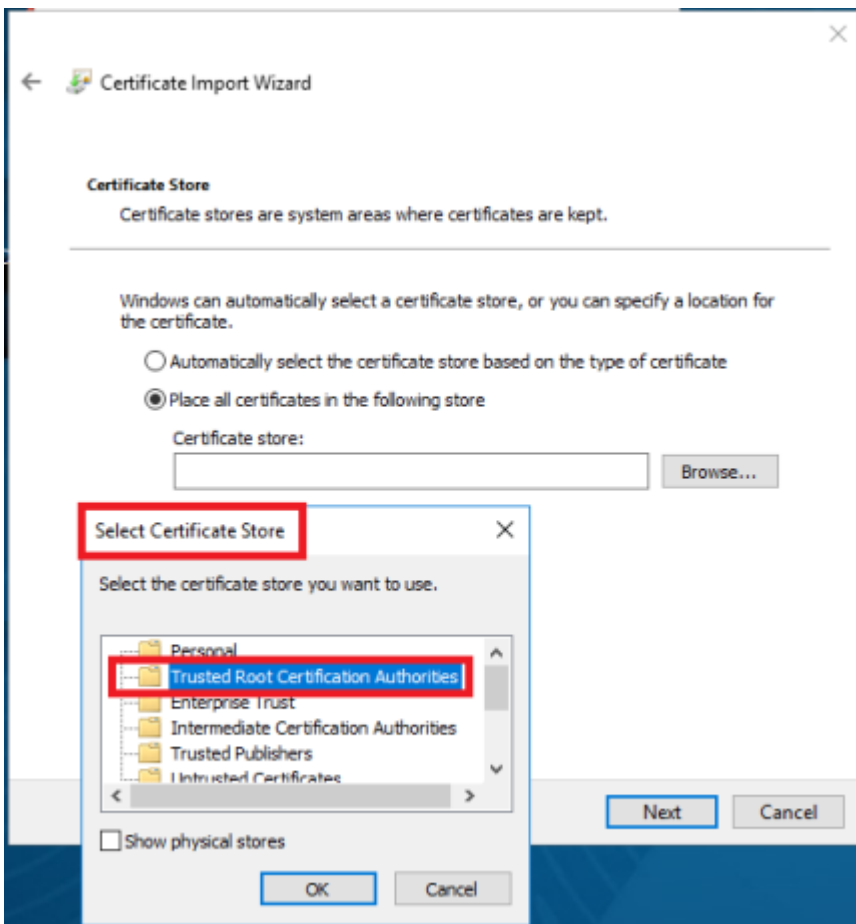 Certificate Import Wizard
Certificate Store
Certificate stores are system areas where certificates are kept.
Windows can automatically select a certificate store, or you can specify a location for
the certificate.
Automatically select the certificate store based on the type of certificate
Place all certificates in the following store
Certificate store:
Browse...
Select Certificate Store
Select the certificate store you want to use.
Personal
Trusted Root Certification Authorities
Enterprise Trust
Intermediate Certification Authorities
Trusted Publishers
Untrusted Certificates
Next Cancel
Show physical stores
OK Cancel